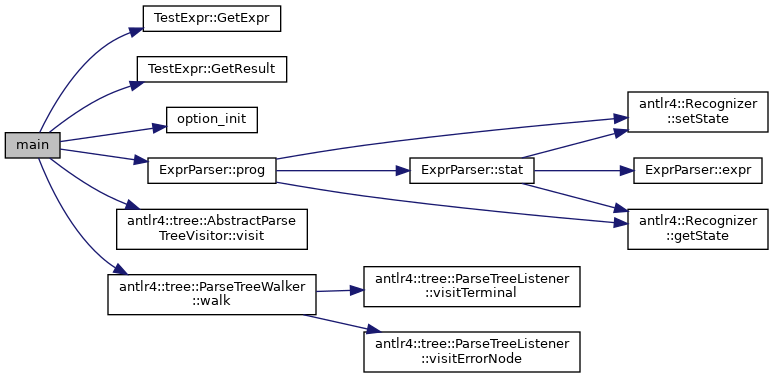 main
TestExpr::GetExpr
TestExpr::GetResult
option_init
ExprParser::prog
antlr4::tree::AbstractParse
TreeVisitor::visit
antlr4::tree::ParseTreeWalker
::walk
ExprParser::stat
antlr4::Recognizer
::setState
ExprParser::expr
antlr4::Recognizer
::getState
antlr4::tree::ParseTreeListener
::visitTerminal
antlr4::tree::ParseTreeListener
::visitErrorNode